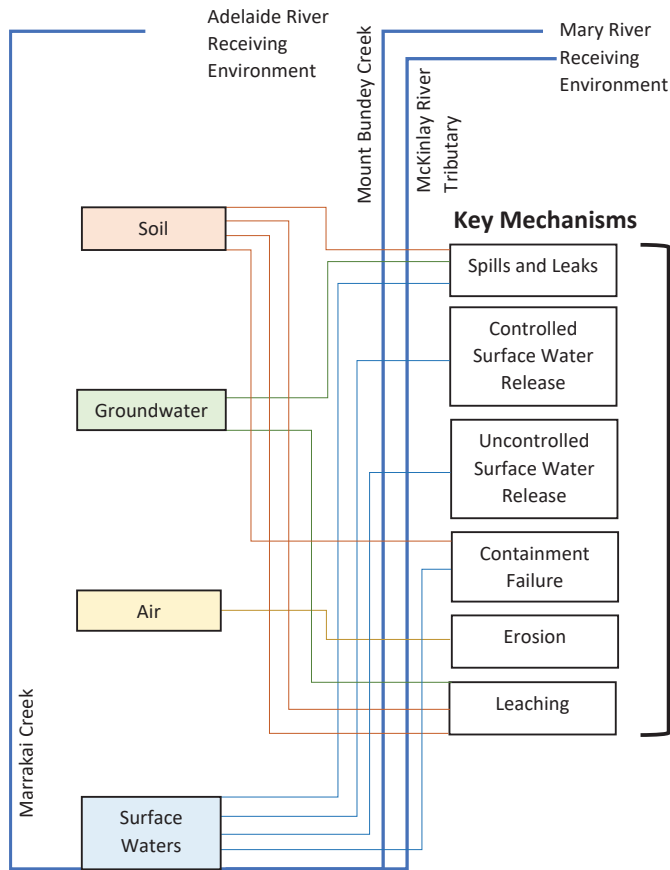 Adelaide River
Receiving
Environment
Mary River
Receiving
Environment
Mount Bundey Creek
McKinlay River
Tributary
Key Mechanisms
Soil
Spills and Leaks
Controlled
Surface Water
Release
Groundwater
Uncontrolled
Surface Water
Release
Containment
Failure
Air
Erosion
Leaching
Marrakai Creek
Surface
Waters